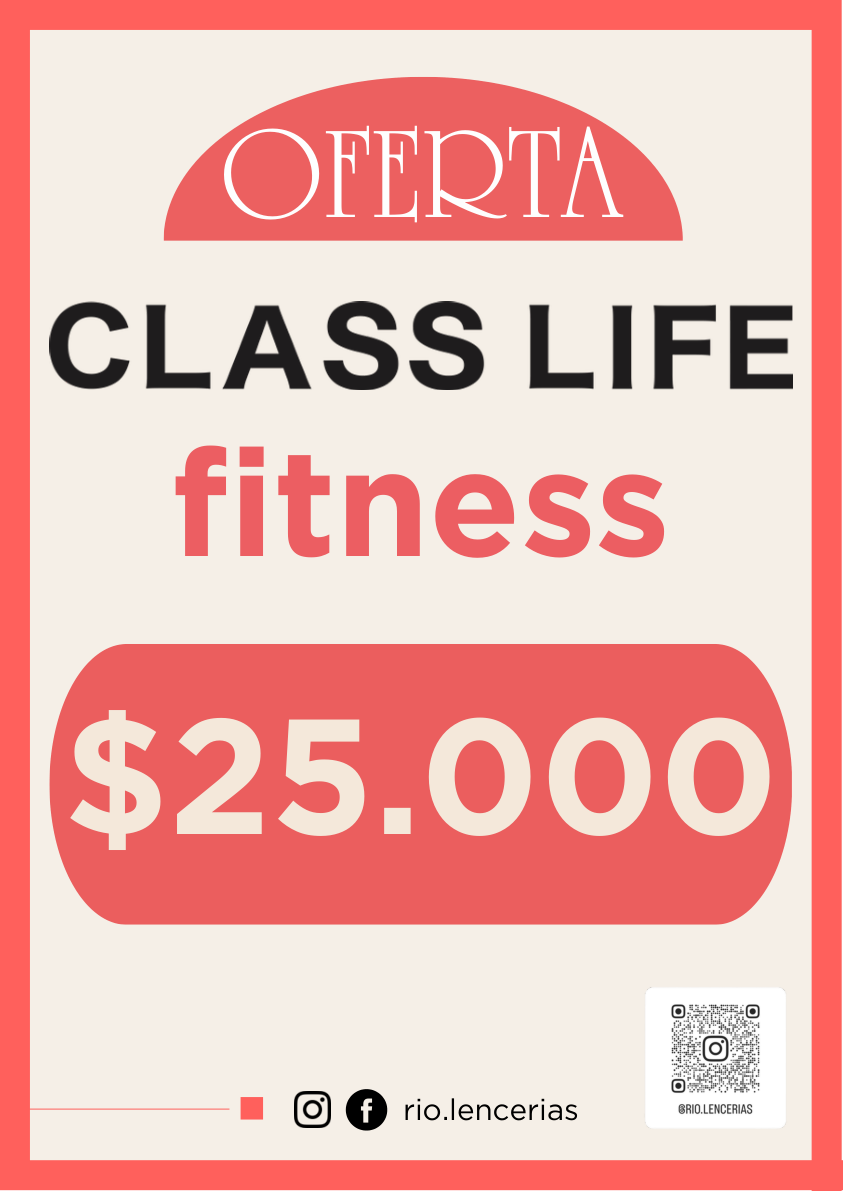 OFERTA
CLASS LIFE
fitness
$25.000
@RIO.LENCERIAS
rio.lencerias